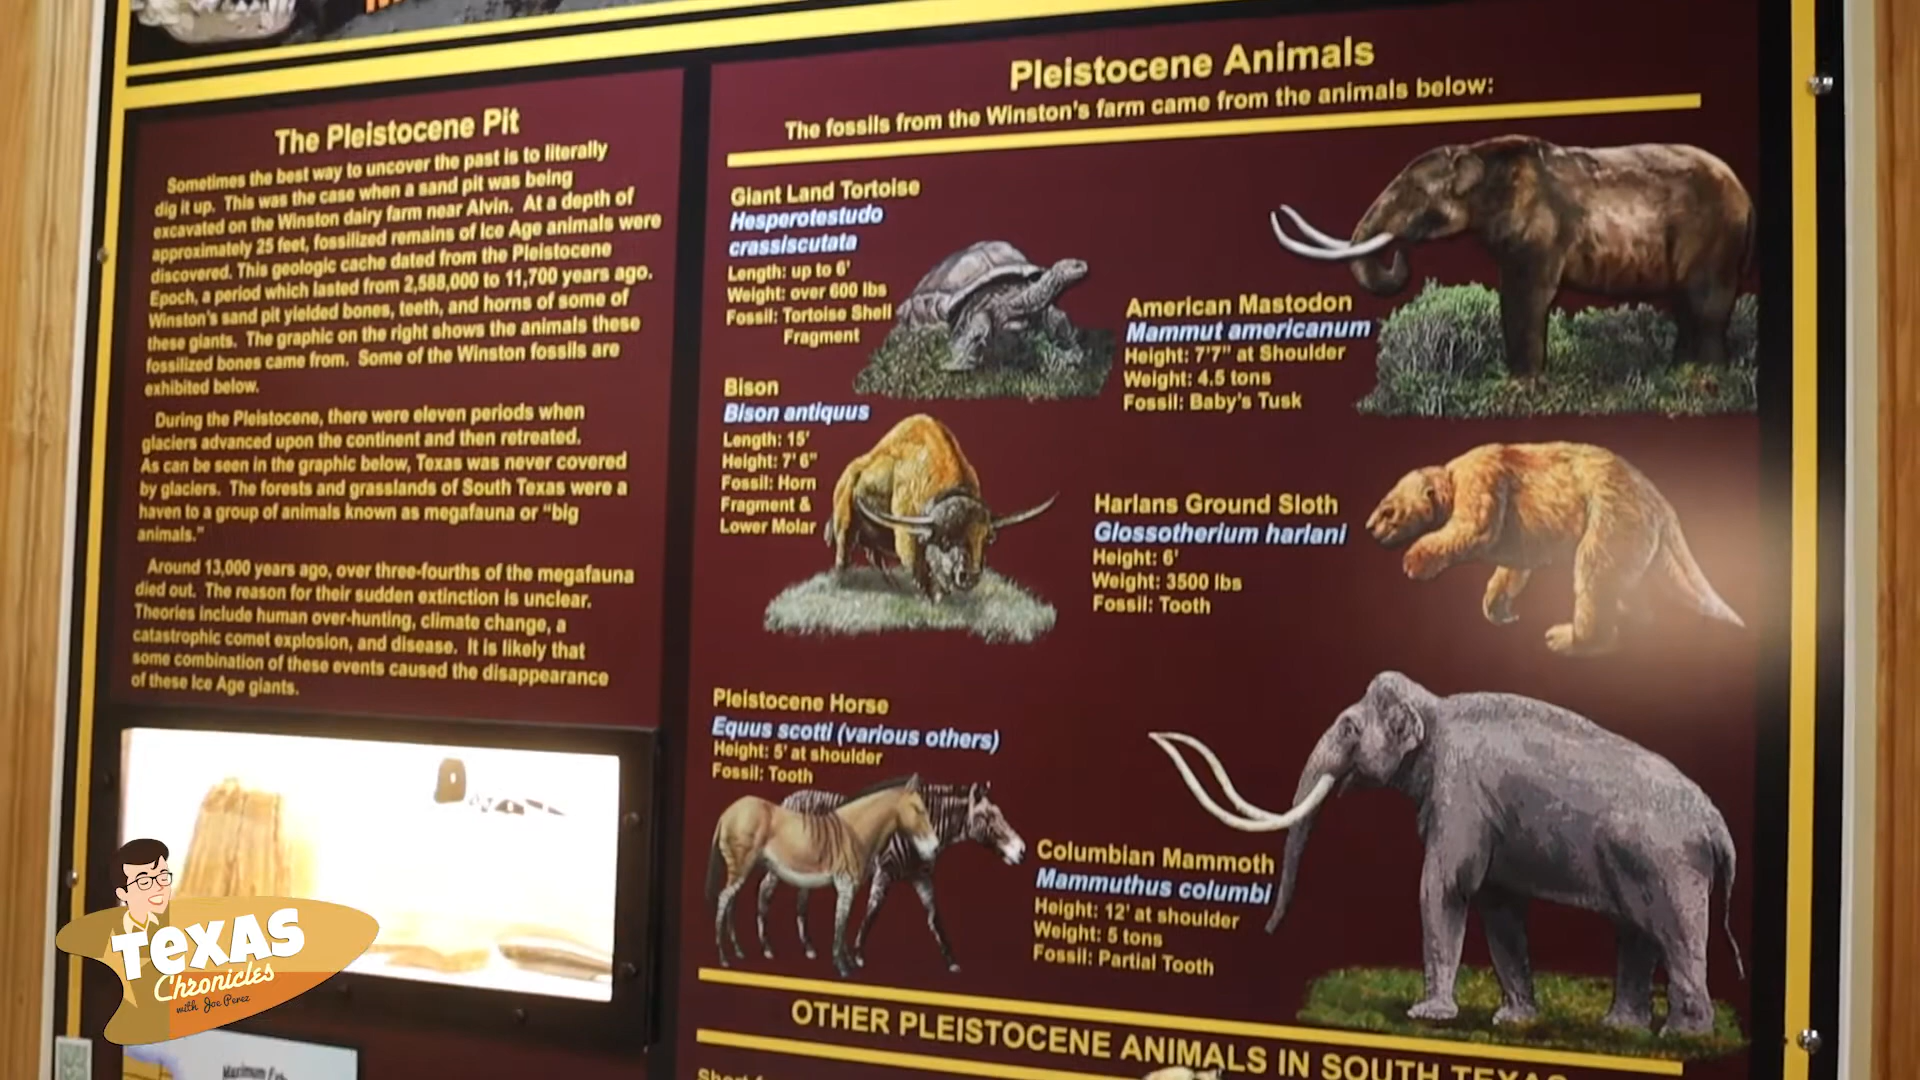 The Pleistocene Pit
Sometimes the best way to uncover the past is to literally
dig it up. This was the case when a sand pit was being
excavated on the Winston dairy farm near Alvin. At a depth of
approximately 25 feet, fossilized remains of Ice Age animals were
discovered. This geologic cache dated from the Pleistocene
Epoch, a period which lasted from 2,588,000 to 11,700 years ago.
Winston's sand pit yielded bones, teeth, and horns of some of
these giants. The graphic on the right shows the animals these
fossilized bones came from. Some of the Winston fossils are
exhibited below.
During the Pleistocene, there were eleven periods when
glaciers advanced upon the continent and then retreated.
As can be seen in the graphic below, Texas was never covered
by glaciers. The forests and grasslands of South Texas were a
haven to a group of animals known as megafauna or "big
animals."
Around 13,000 years ago, over three-fourths of the megafauna
died out. The reason for their sudden extinction is unclear.
Theories include human over-hunting, climate change, a
catastrophic comet explosion, and disease. It is likely that
some combination of these events caused the disappearance
of these Ice Age giants.
Pleistocene Animals
The fossils from the Winston's farm came from the animals below:
Giant Land Tortoise
Hesperotestudo
crassiscutata
Length: up to 6'
Weight: over 600 lbs
Fossil: Tortoise Shell
Fragment
American Mastodon
Mammut americanum
Height: 7'7" at Shoulder
Weight: 4.5 tons
Fossil: Baby's Tusk
Bison
Bison antiquus
Length: 15'
Height: 7' 6"
Fossil: Horn
Fragment &
Lower Molar
Harlans Ground Sloth
Glossotherium harlani
Height: 6'
Weight: 3500 lbs
Fossil: Tooth
Pleistocene Horse
Equus scotti (various others)
Height: 5' at shoulder
Fossil: Tooth
Columbian Mammoth
Mammuthus columbi
Height: 12' at shoulder
Weight: 5 tons
Fossil: Partial Tooth
OTHER PLEISTOCENE ANIMALS IN SOUTH TEXAS
Texas
Chronicles
with Joe Perez
Maximum